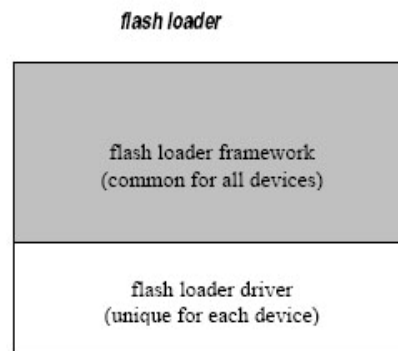 flash loader
flash loader framework
(common for all devices)
flash loader driver
(unique for each device)